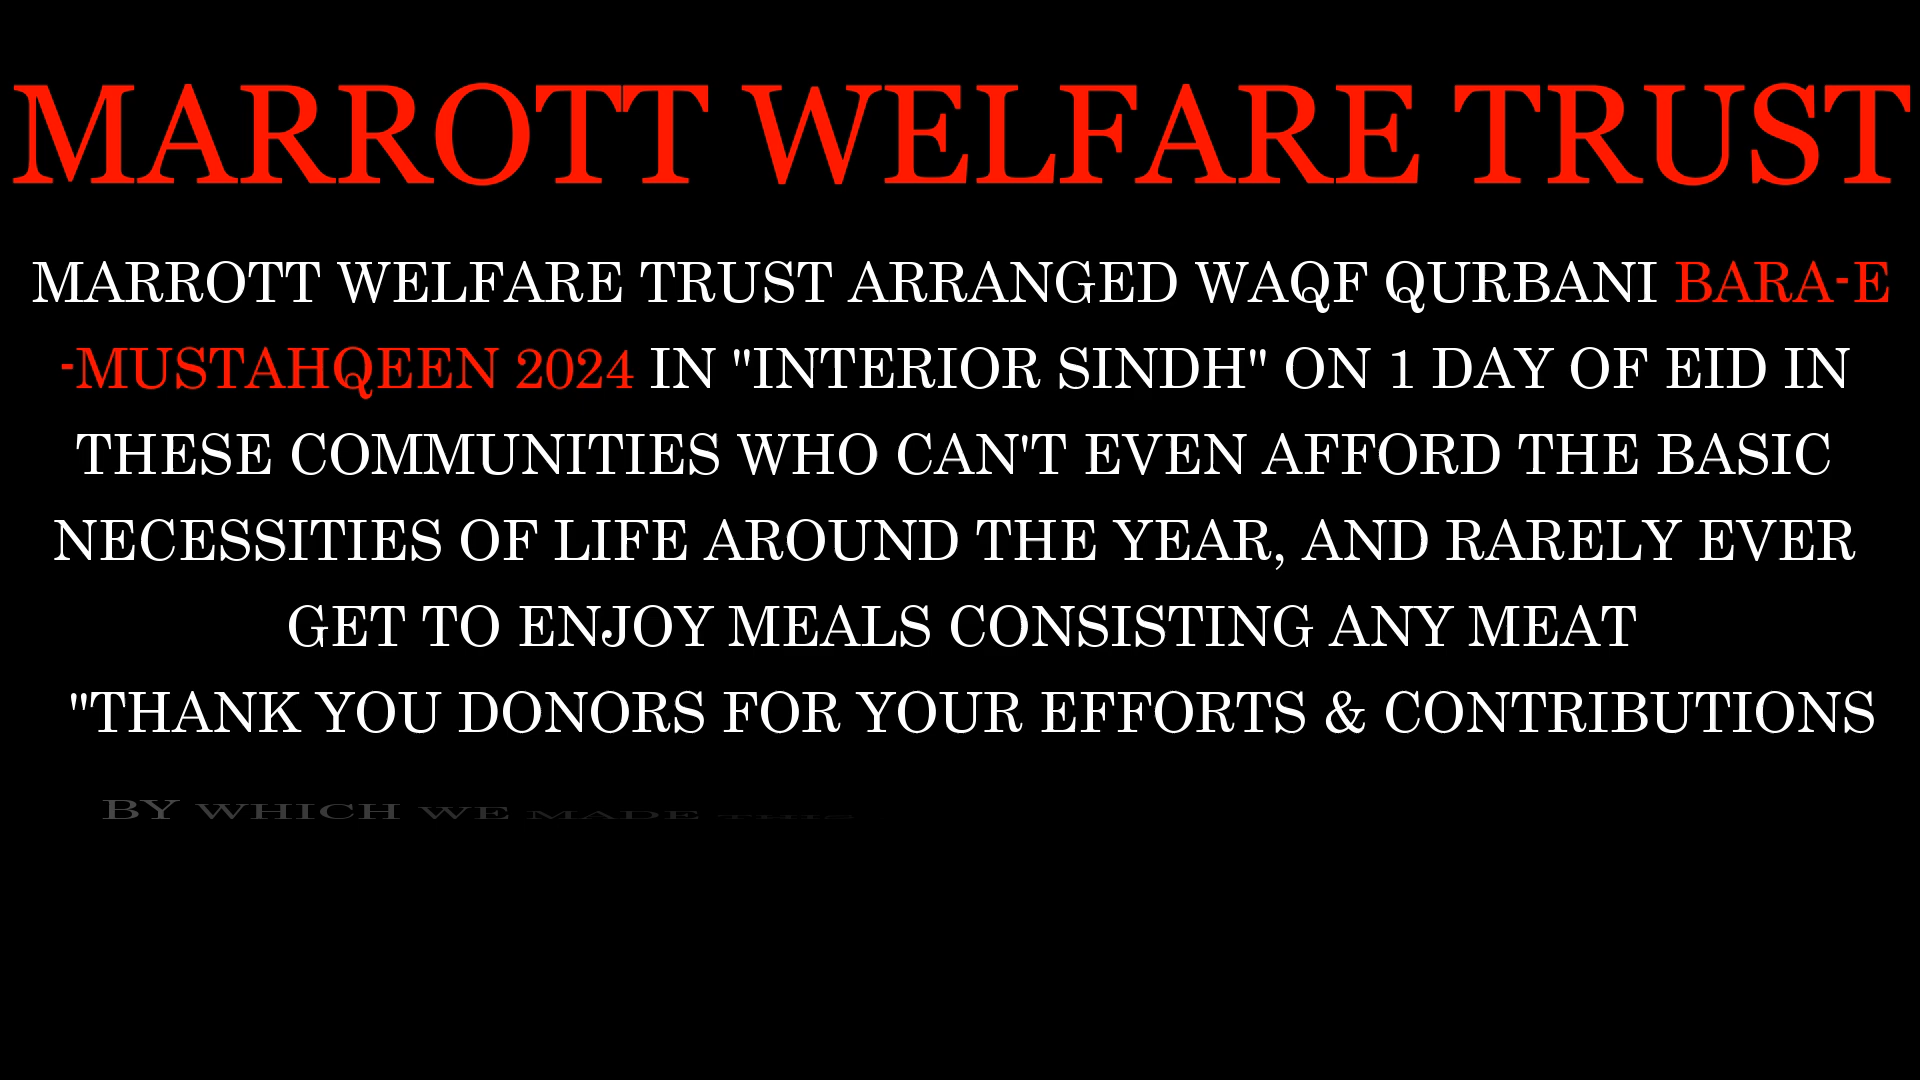 MARROTT WELFARE TRUST
MARROTT WELFARE TRUST ARRANGED WAQF QURBANI BARA-E
-MUSTAHQEEN 2024 IN "INTERIOR SINDH" ON 1 DAY OF EID IN
THESE COMMUNITIES WHO CAN'T EVEN AFFORD THE BASIC
NECESSITIES OF LIFE AROUND THE YEAR, AND RARELY EVER
GET TO ENJOY MEALS CONSISTING ANY MEAT
"THANK YOU DONORS FOR YOUR EFFORTS & CONTRIBUTIONS
BY WHICH WE MADE THIS